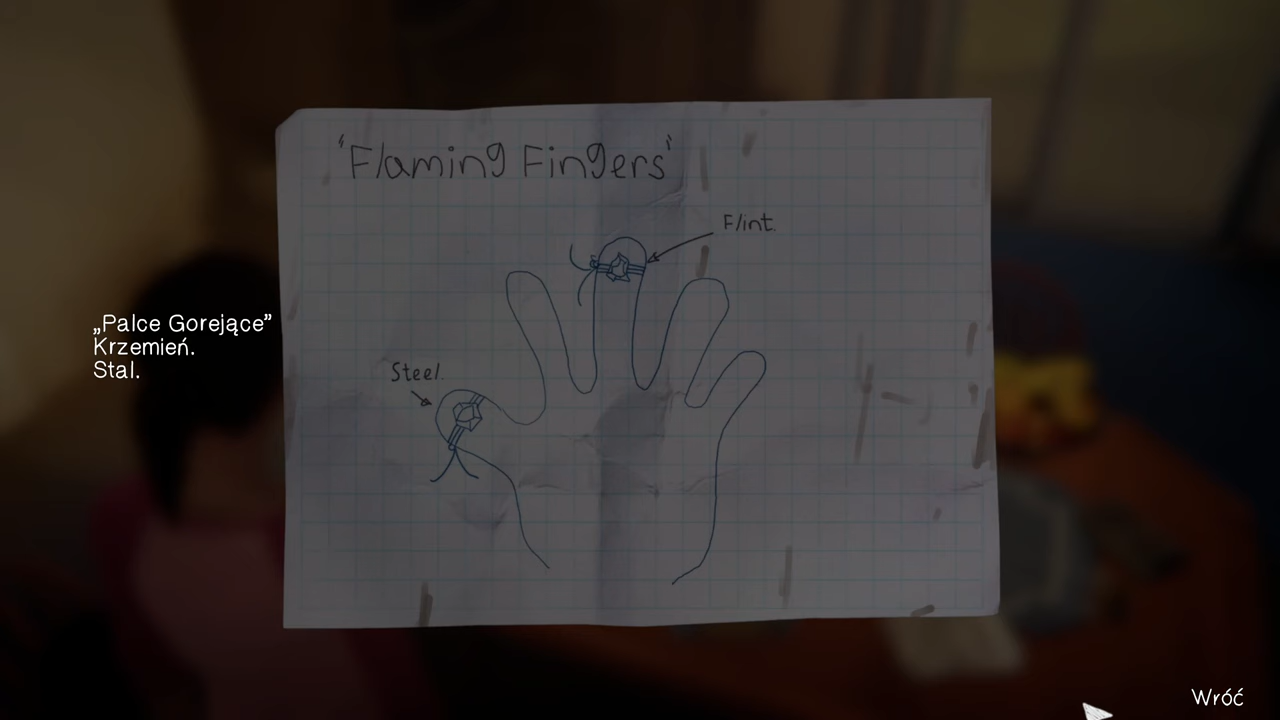 'Flaming Fingers'
Flint.
Steel.
„Palce Gorejące”
Krzemień.
Stal.
Wróć